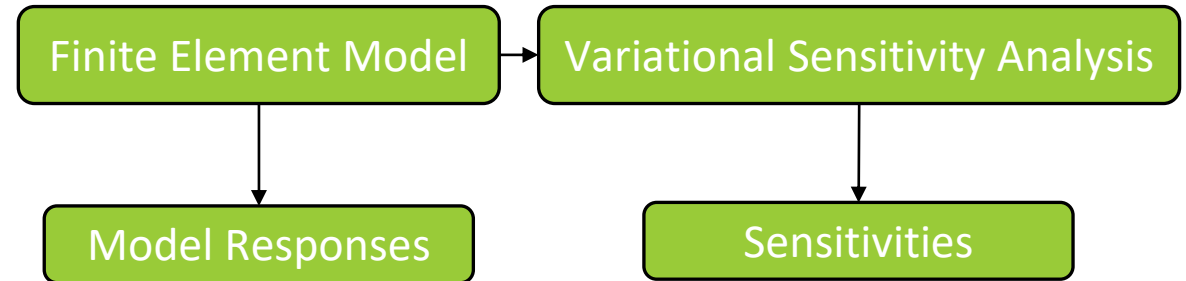 Finite Element Model
Variational Sensitivity Analysis
Model Responses
Sensitivities